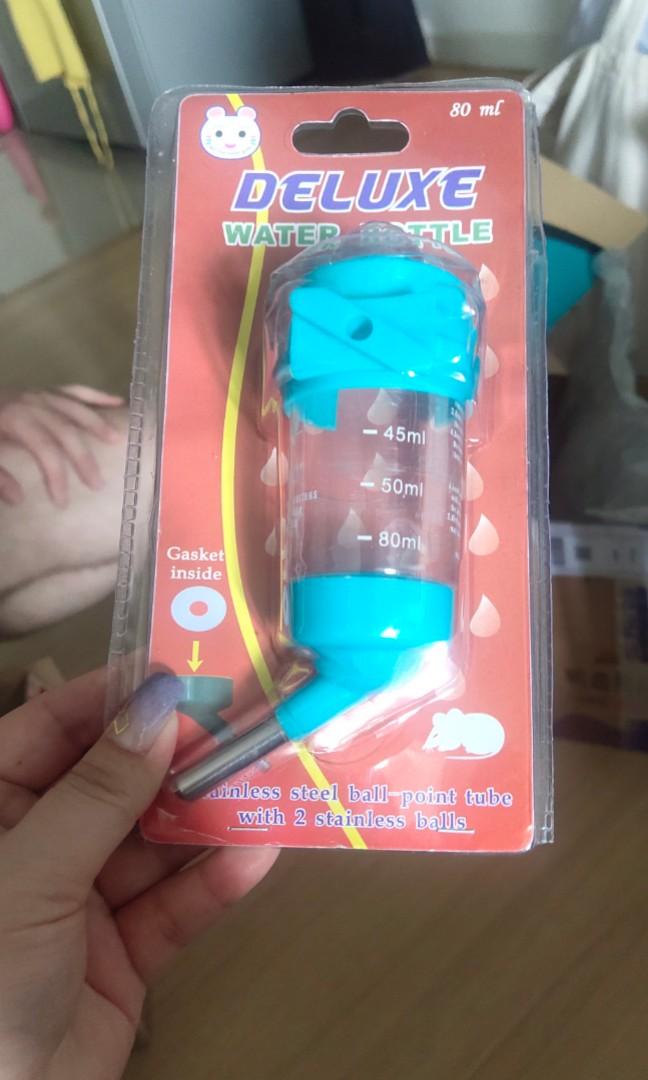 80 ml
DELUXE
WATER
45ml
50ml
80ml
Gasket
inside
steel ball-point tube
with 2 stainless balls